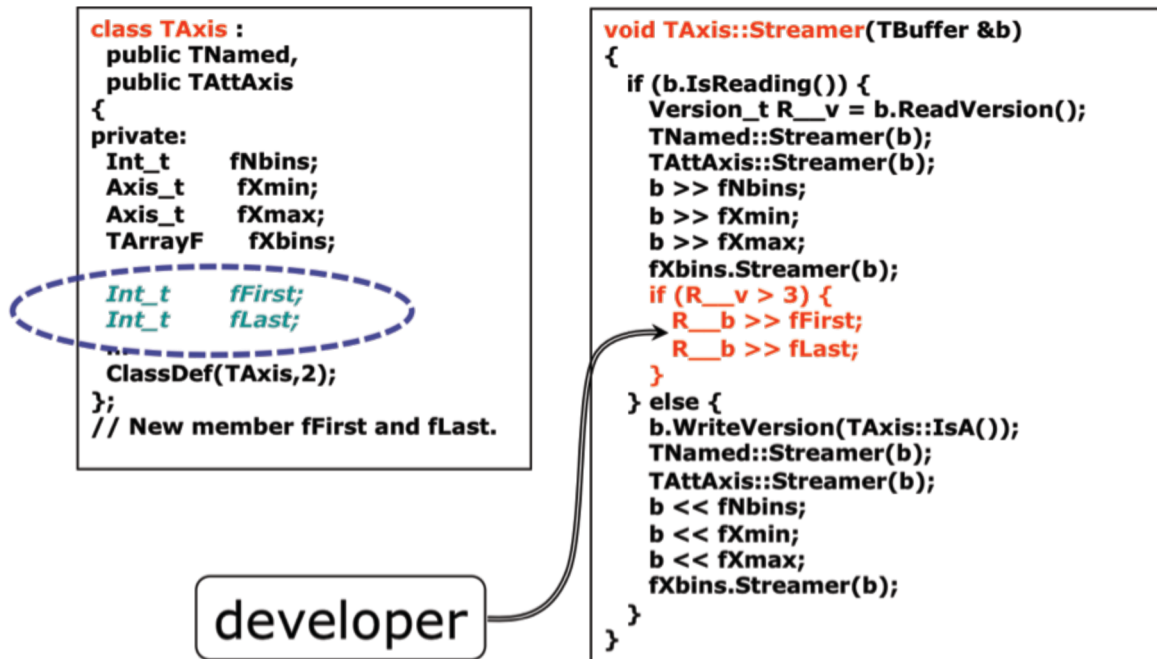 class TAxis :
public TNamed,
public TAttAxis
{
private:
Int_t fNbins;
Axis_t fXmin;
Axis_t fXmax;
TArrayF fXbins;
Int_t fFirst;
Int_t fLast;
...
ClassDef(TAxis,2);
};
// New member fFirst and fLast.
developer
void TAxis::Streamer(TBuffer &b)
{
if (b.IsReading()) {
Version_t R__v = b.ReadVersion();
TNamed::Streamer(b);
TAttAxis::Streamer(b);
b >> fNbins;
b >> fXmin;
b >> fXmax;
fXbins.Streamer(b);
if (R__v > 3) {
R__b >> fFirst;
R__b >> fLast;
}
} else {
b.WriteVersion(TAxis::IsA());
TNamed::Streamer(b);
TAttAxis::Streamer(b);
b << fNbins;
b << fXmin;
b << fXmax;
fXbins.Streamer(b);
}
}